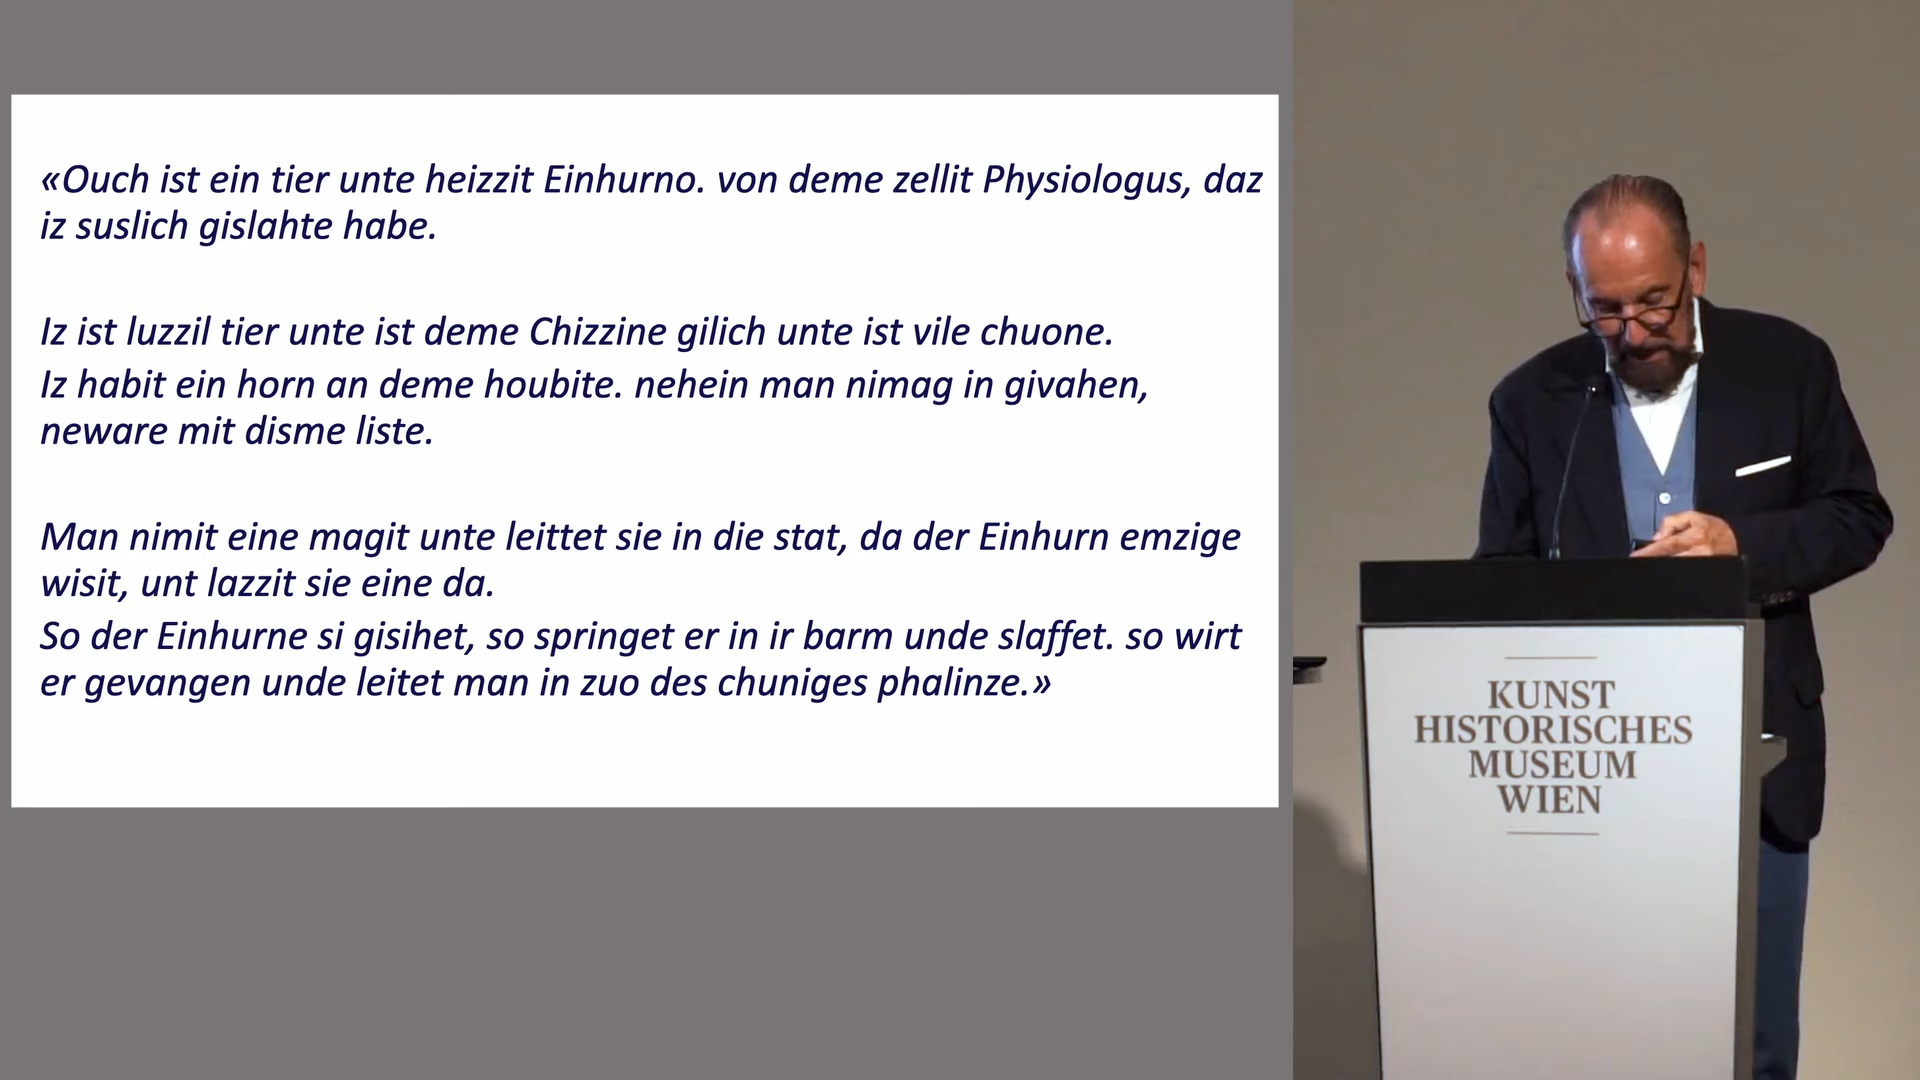 «Ouch ist ein tier unte heizzit Einhurno. von deme zellit Physiologus, daz
iz suslich gislahte habe.
Iz ist luzzil tier unte ist deme Chizzine gilich unte ist vile chuone.
Iz habit ein horn an deme houbite. nehein man nimag in givahen,
neware mit disme liste.
Man nimit eine magit unte leittet sie in die stat, da der Einhurn emzige
wisit, unt lazzit sie eine da.
So der Einhurne si gisihet, so springet er in ir barm unde slaffet. so wirt
er gevangen unde leitet man in zuo des chuniges phalinze.»
KUNST
HISTORISCHES
MUSEUM
WIEN